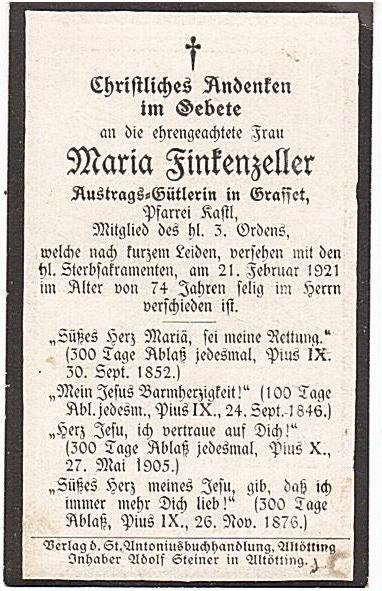 Christliches Andenken
im Gebete
an die ehrengeachtete Frau
Maria Finkenzeller
Austrags-Gütlerin in Grasset,
Pfarrei Kastl,
Mitglied des hl. 3. Ordens,
welche nach kurzem Leiden, versehen mit den
hl. Sterbsakramenten, am 21. Februar 1921
im Alter von 74 Jahren selig im Herrn
verschieden ist.
„Süßes Herz Mariä, sei meine Rettung."
(300 Tage Ablaß jedesmal, Pius IX.
30. Sept. 1852.)
„Mein Jesus Barmherzigkeit!" (100 Tage
Abl. jedesm., Pius IX., 24. Sept. 1846.)
„Herz Jesu, ich vertraue auf Dich!"
(300 Tage Ablaß jedesmal, Pius X.,
27. Mai 1905.)
„Süßes Herz meines Jesu, gib, daß ich
immer mehr Dich lieb!" (300 Tage
Ablaß, Pius IX., 26. Nov. 1876.)
Verlag d. St. Antoniusbuchhandlung, Altötting
Inhaber Adolf Steiner in Altötting.